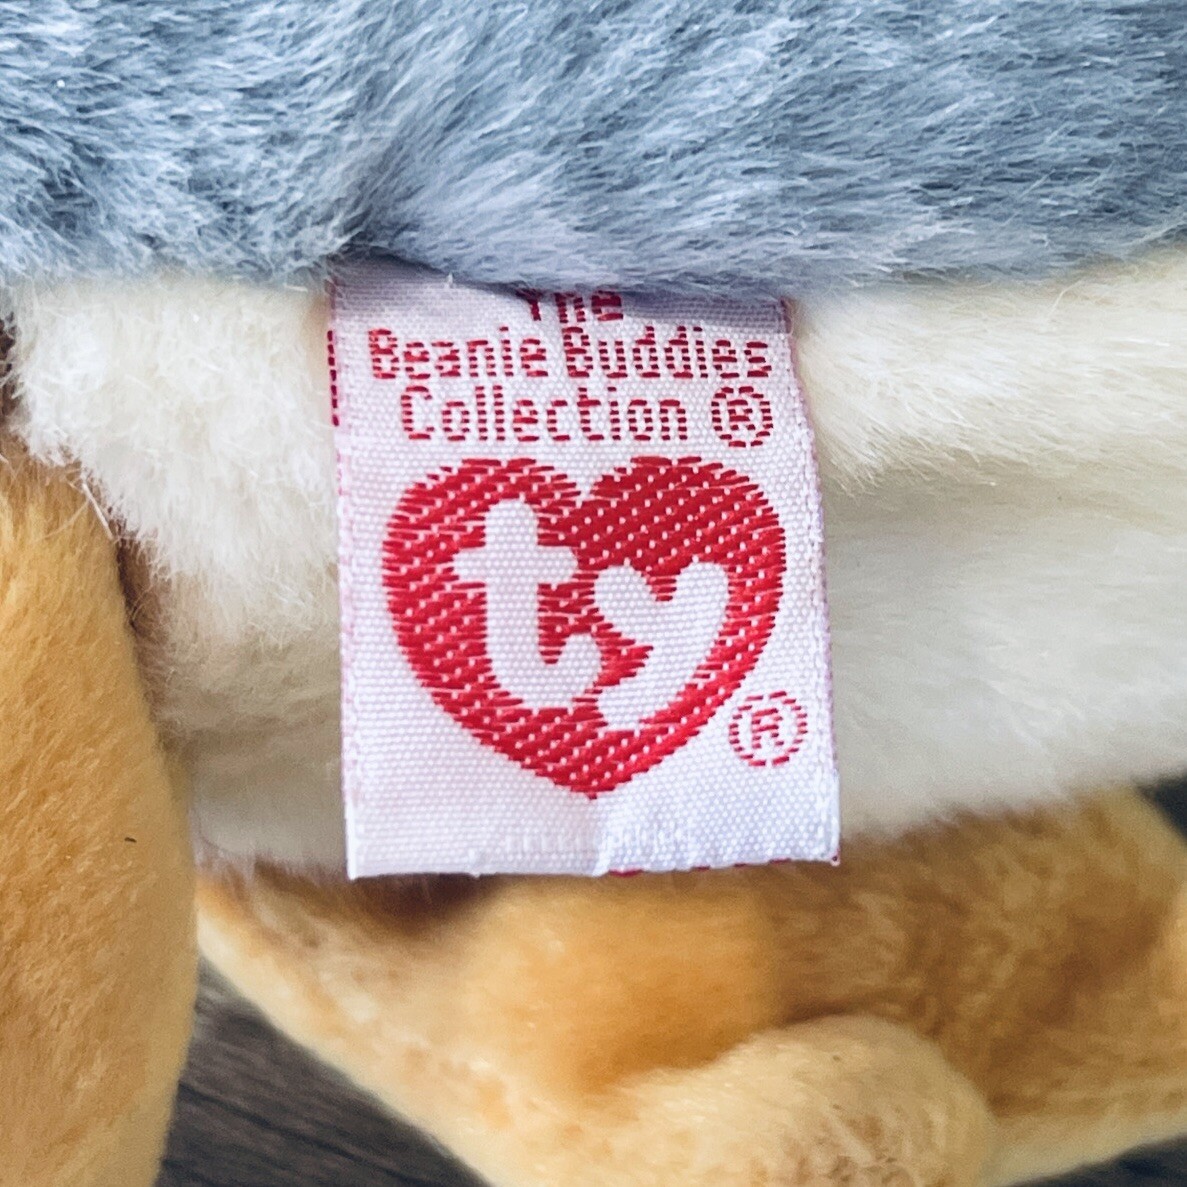 The
Beanie Buddies
Collection ®
ty
®